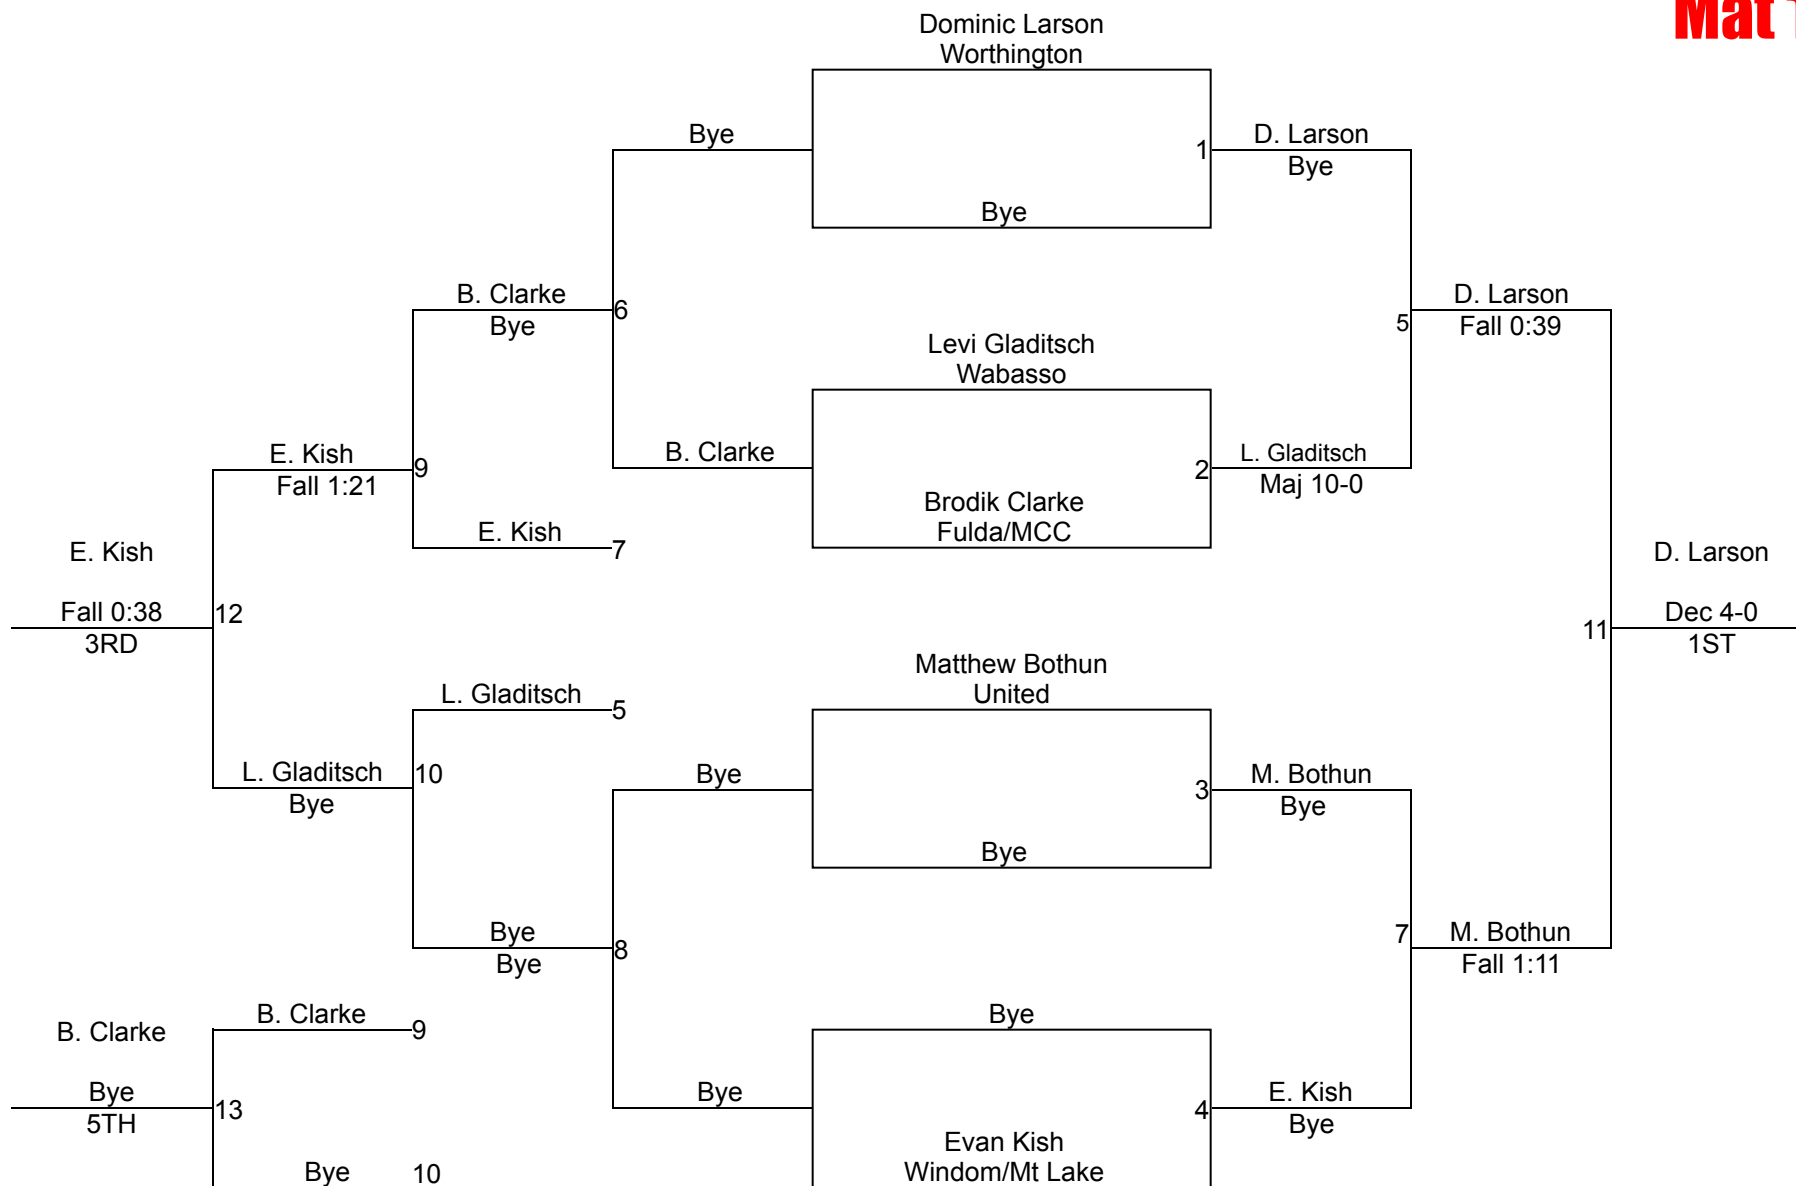 Mat
Dominic Larson
Worthington
Bye
1
D. Larson
Bye
Bye
B. Clarke
Bye
6
5
D. Larson
Fall 0:39
Levi Gladitsch
Wabasso
E. Kish
Fall 1:21
9
B. Clarke
2
L. Gladitsch
Maj 10-0
Brodik Clarke
Fulda/MCC
E. Kish
7
E. Kish
Fall 0:38
3RD
12
D. Larson
Dec 4-0
1ST
11
Matthew Bothun
United
L. Gladitsch
5
L. Gladitsch
Bye
10
Bye
3
M. Bothun
Bye
Bye
Bye
Bye
8
7
M. Bothun
Fall 1:11
B. Clarke
9
Bye
B. Clarke
Bye
5TH
13
Bye
4
E. Kish
Bye
Evan Kish
Windom/Mt Lake
Bye
10